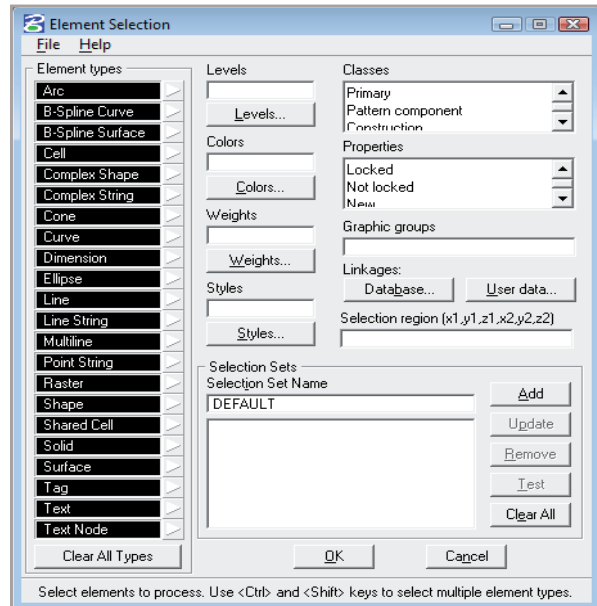 Element Selection
File Help
Element types
Arc
B-Spline Curve
B-Spline Surface
Cell
Complex Shape
Complex String
Cone
Curve
Dimension
Ellipse
Line
Line String
Multiline
Point String
Raster
Shape
Shared Cell
Solid
Surface
Tag
Text
Text Node
Clear All Types
Levels
Levels...
Colors
Colors...
Weights
Weights...
Styles
Styles...
Classes
Primary
Pattern component
Construction
Properties
Locked
Not locked
New
Graphic groups
Linkages:
Database... User data...
Selection region (x1,y1,z1,x2,y2,z2)
Selection Sets
Selection Set Name
DEFAULT
Add
Update
Remove
Test
Clear All
OK Cancel
Select elements to process. Use <Ctrl> and <Shift> keys to select multiple element types.